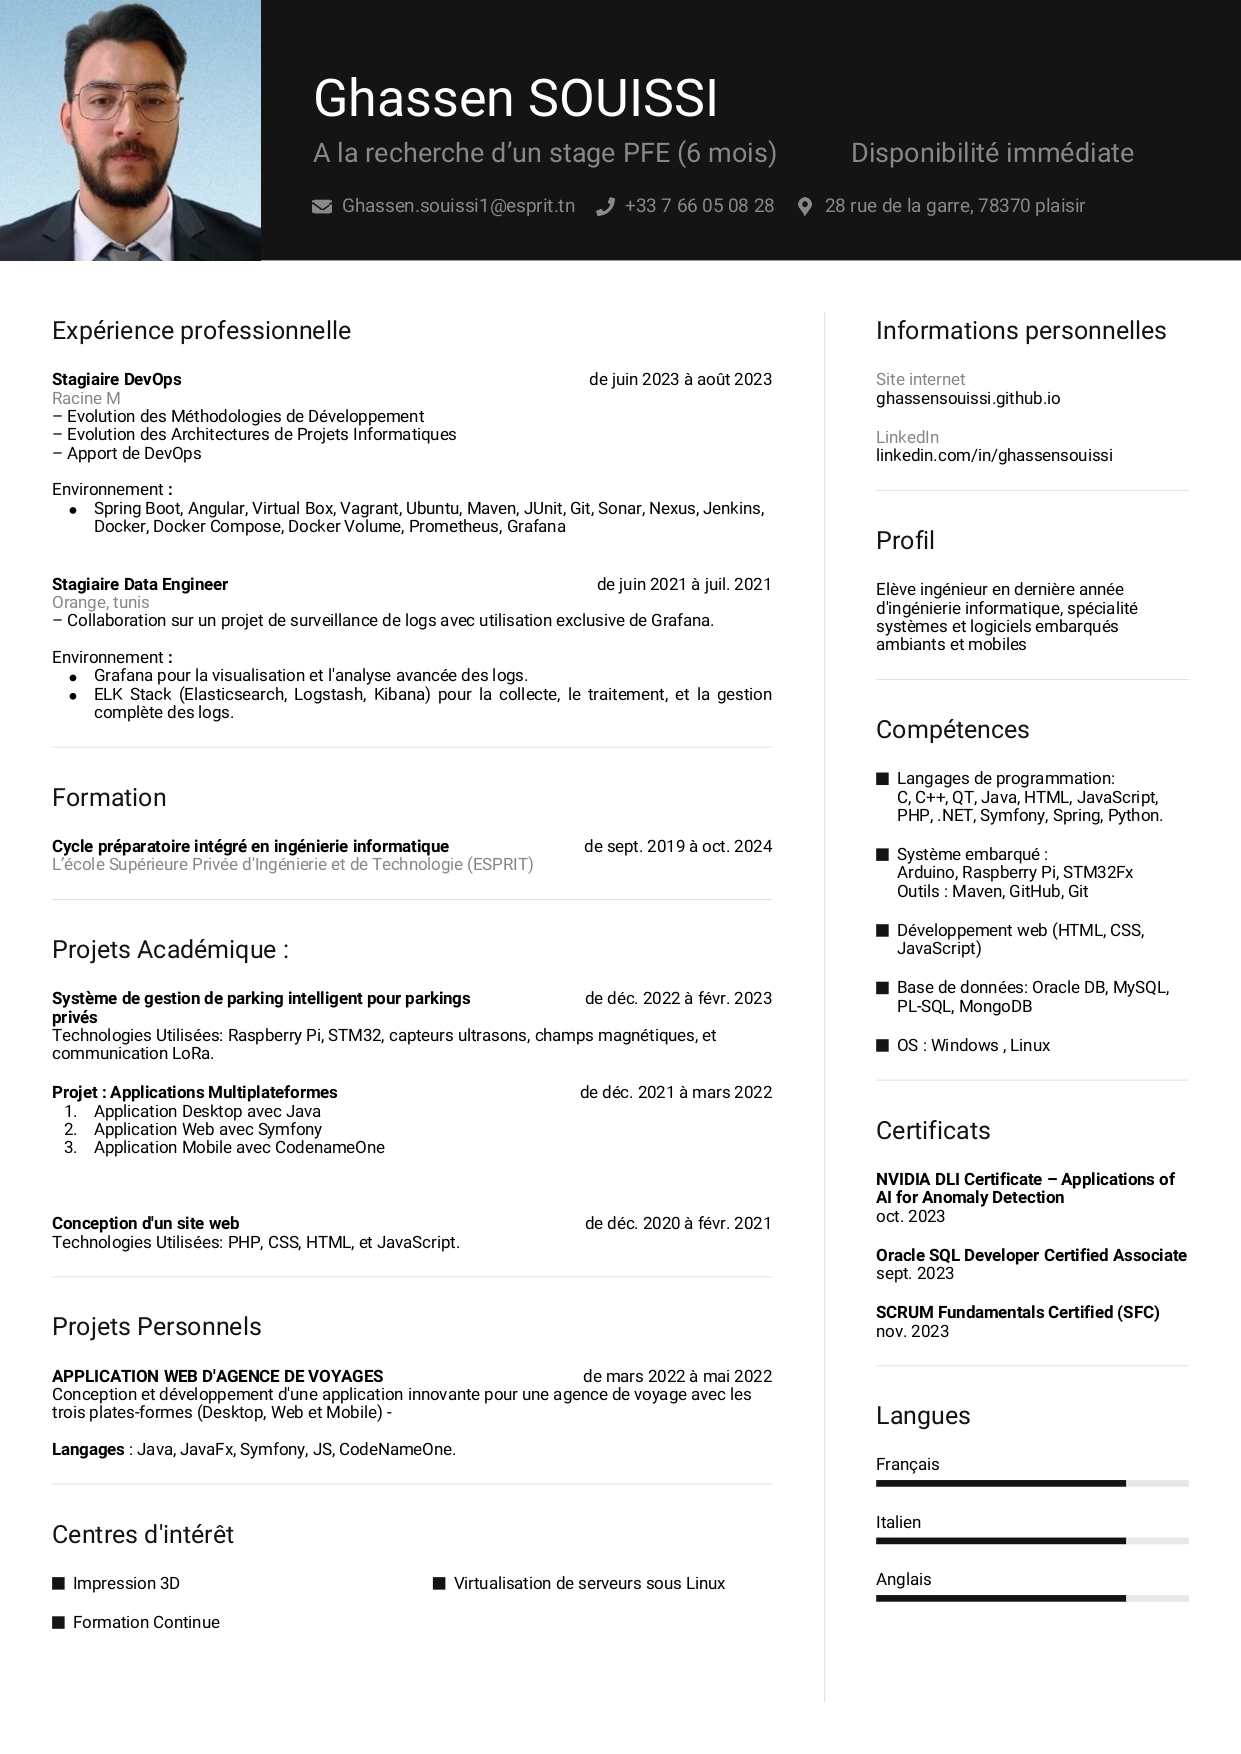 Ghassen SOUISSI
A la recherche d’un stage PFE (6 mois) Disponibilité immédiate
Ghassen.souissi1@esprit.tn +33 7 66 05 08 28 28 rue de la garre, 78370 plaisir
Expérience professionnelle
Stagiaire DevOps de juin 2023 à août 2023
Racine M
– Evolution des Méthodologies de Développement
– Evolution des Architectures de Projets Informatiques
– Apport de DevOps
Environnement :
● Spring Boot, Angular, Virtual Box, Vagrant, Ubuntu, Maven, JUnit, Git, Sonar, Nexus, Jenkins,
Docker, Docker Compose, Docker Volume, Prometheus, Grafana
Stagiaire Data Engineer de juin 2021 à juil. 2021
Orange, tunis
– Collaboration sur un projet de surveillance de logs avec utilisation exclusive de Grafana.
Environnement :
● Grafana pour la visualisation et l'analyse avancée des logs.
● ELK Stack (Elasticsearch, Logstash, Kibana) pour la collecte, le traitement, et la gestion
complète des logs.
Formation
Cycle préparatoire intégré en ingénierie informatique de sept. 2019 à oct. 2024
L’école Supérieure Privée d'Ingénierie et de Technologie (ESPRIT)
Projets Académique :
Système de gestion de parking intelligent pour parkings de déc. 2022 à févr. 2023
privés
Technologies Utilisées: Raspberry Pi, STM32, capteurs ultrasons, champs magnétiques, et
communication LoRa.
Projet : Applications Multiplateformes de déc. 2021 à mars 2022
1. Application Desktop avec Java
2. Application Web avec Symfony
3. Application Mobile avec CodenameOne
Conception d'un site web de déc. 2020 à févr. 2021
Technologies Utilisées: PHP, CSS, HTML, et JavaScript.
Projets Personnels
APPLICATION WEB D'AGENCE DE VOYAGES de mars 2022 à mai 2022
Conception et développement d'une application innovante pour une agence de voyage avec les
trois plates-formes (Desktop, Web et Mobile) -
Langages : Java, JavaFx, Symfony, JS, CodeNameOne.
Centres d'intérêt
■ Impression 3D ■ Virtualisation de serveurs sous Linux
■ Formation Continue
Informations personnelles
Site internet
ghassensouissi.github.io
LinkedIn
linkedin.com/in/ghassensouissi
Profil
Elève ingénieur en dernière année
d'ingénierie informatique, spécialité
systèmes et logiciels embarqués
ambiants et mobiles
Compétences
■ Langages de programmation:
C, C++, QT, Java, HTML, JavaScript,
PHP, .NET, Symfony, Spring, Python.
■ Système embarqué :
Arduino, Raspberry Pi, STM32Fx
Outils : Maven, GitHub, Git
■ Développement web (HTML, CSS,
JavaScript)
■ Base de données: Oracle DB, MySQL,
PL-SQL, MongoDB
■ OS : Windows , Linux
Certificats
NVIDIA DLI Certificate – Applications of
AI for Anomaly Detection
oct. 2023
Oracle SQL Developer Certified Associate
sept. 2023
SCRUM Fundamentals Certified (SFC)
nov. 2023
Langues
Français
Italien
Anglais